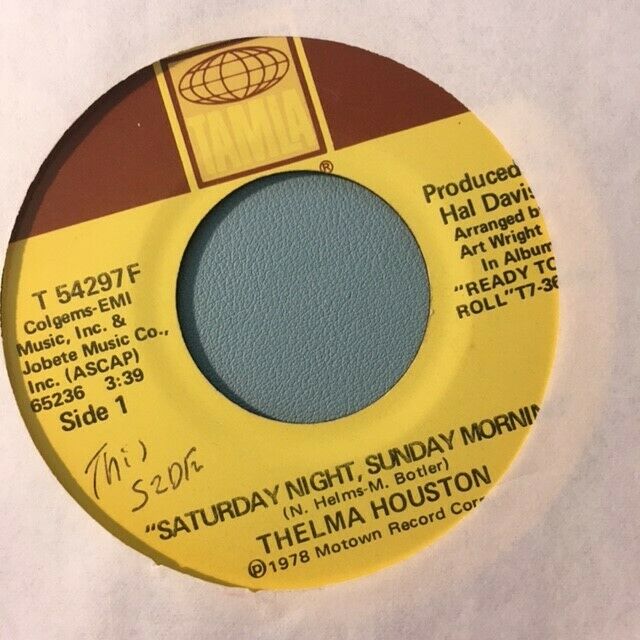 TAMLA
®
T 54297F
Colgems-EMI
Music, Inc. &
Jobete Music Co.,
Inc. (ASCAP)
65236 3:39
Side 1
This
SIDE
Produced
Hal Davis
Arranged b
Art Wright
In Album
"READY TO
ROLL" T7-36
"SATURDAY NIGHT, SUNDAY MORNIN
(N. Helms-M. Botler)
THELMA HOUSTON
℗1978 Motown Record Cor